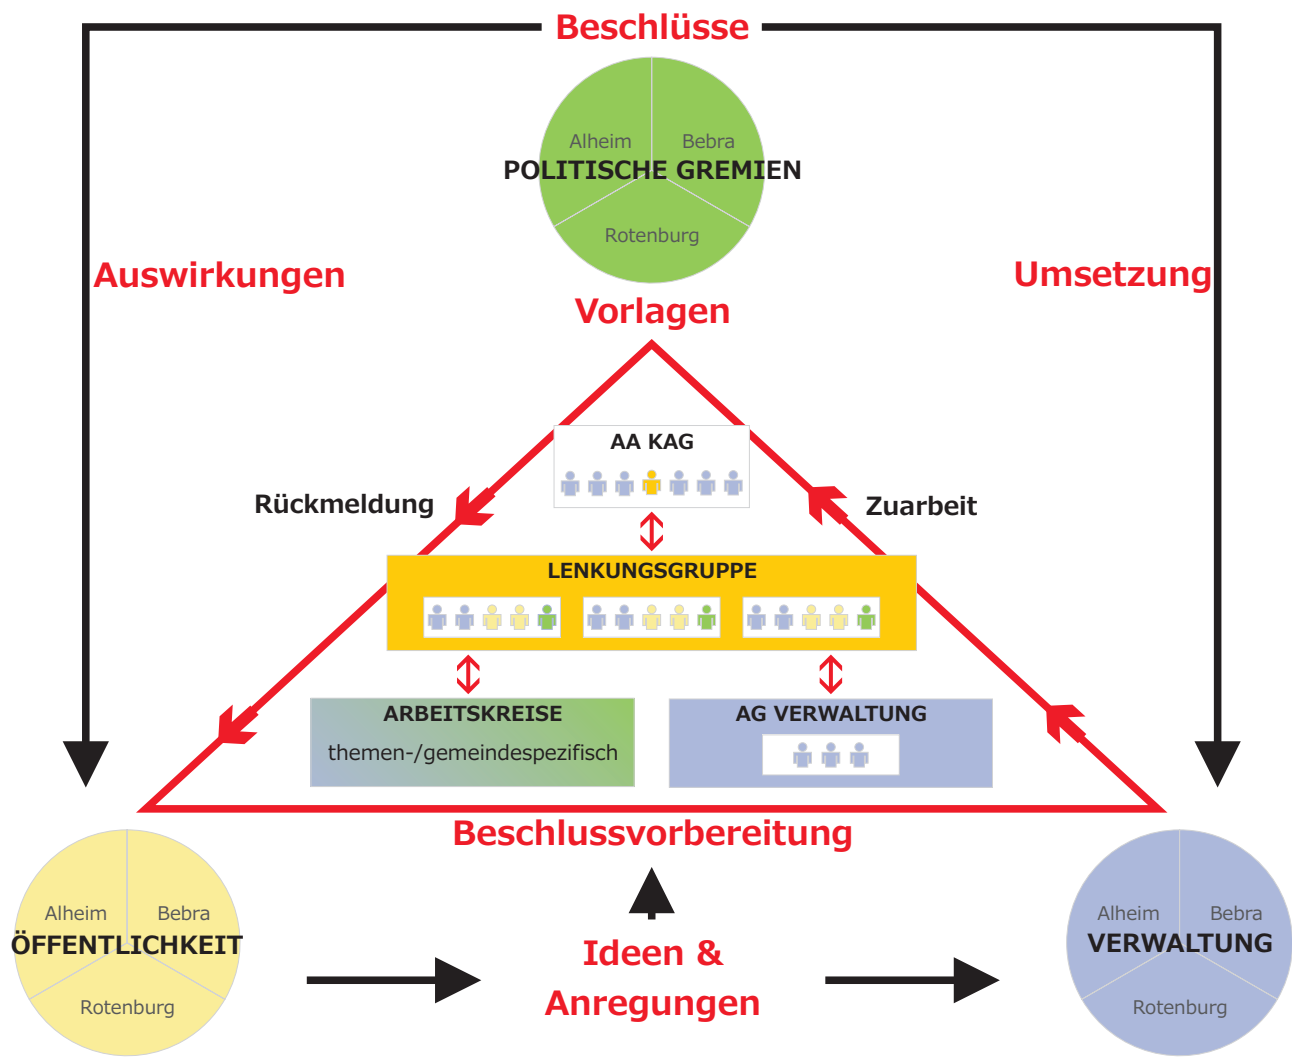 Beschlüsse
Alheim
Bebra
POLITISCHE GREMIEN
Rotenburg
Auswirkungen
Umsetzung
Vorlagen
AA KAG
Rückmeldung
Zuarbeit
LENKUNGSGRUPPE
ARBEITSKREISE
themen-/gemeindespezifisch
AG VERWALTUNG
Beschlussvorbereitung
Alheim
Bebra
ÖFFENTLICHKEIT
Rotenburg
Ideen &
Anregungen
Alheim
Bebra
VERWALTUNG
Rotenburg